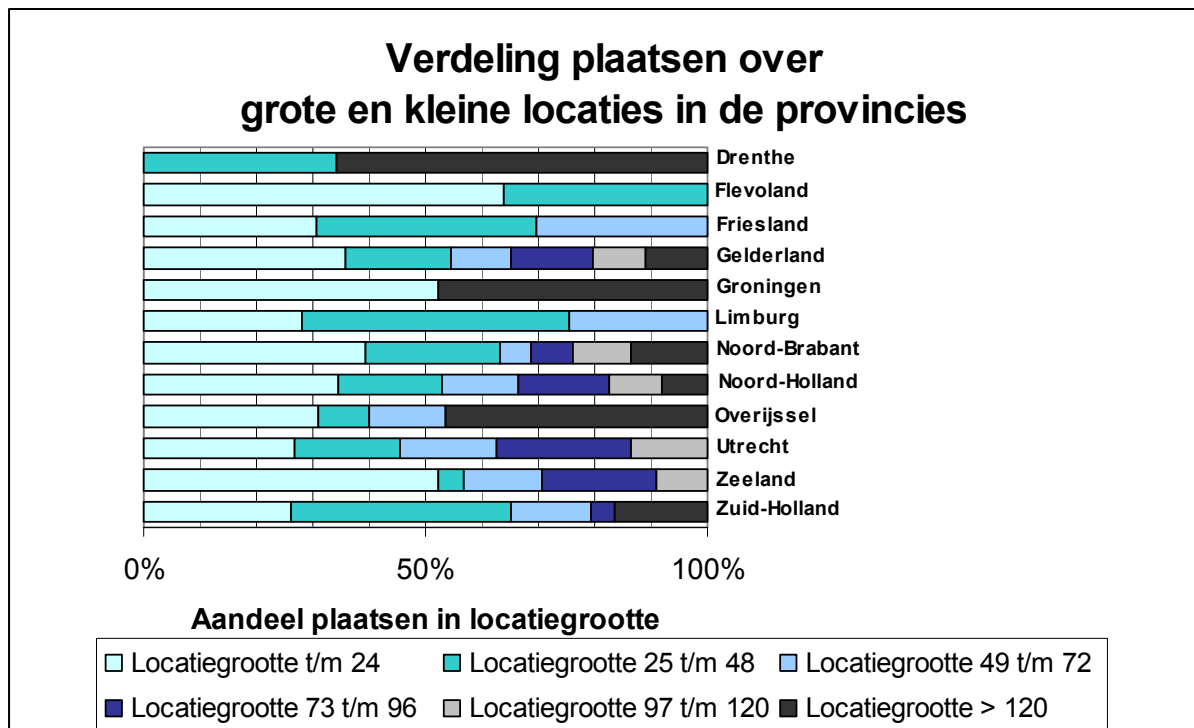 Verdeling plaatsen over
grote en kleine locaties in de provincies
Drenthe
Flevoland
Friesland
Gelderland
Groningen
Limburg
Noord-Brabant
Noord-Holland
Overijssel
Utrecht
Zeeland
Zuid-Holland
0% 50% 100%
Aandeel plaatsen in locatiegrootte
Locatiegrootte t/m 24 Locatiegrootte 25 t/m 48 Locatiegrootte 49 t/m 72
Locatiegrootte 73 t/m 96 Locatiegrootte 97 t/m 120 Locatiegrootte > 120